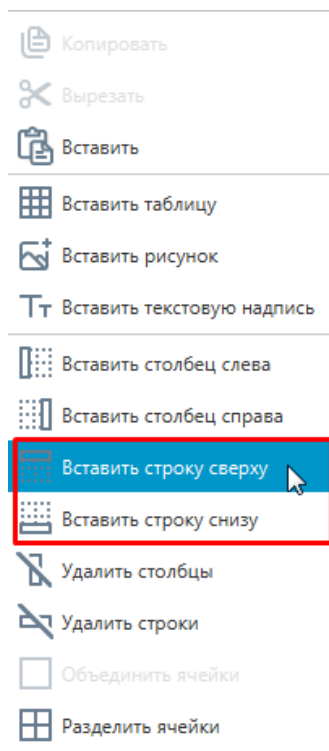 Копировать
Вырезать
Вставить
Вставить таблицу
Вставить рисунок
Вставить текстовую надпись
Вставить столбец слева
Вставить столбец справа
Вставить строку сверху
Вставить строку снизу
Удалить столбцы
Удалить строки
Объединить ячейки
Разделить ячейки